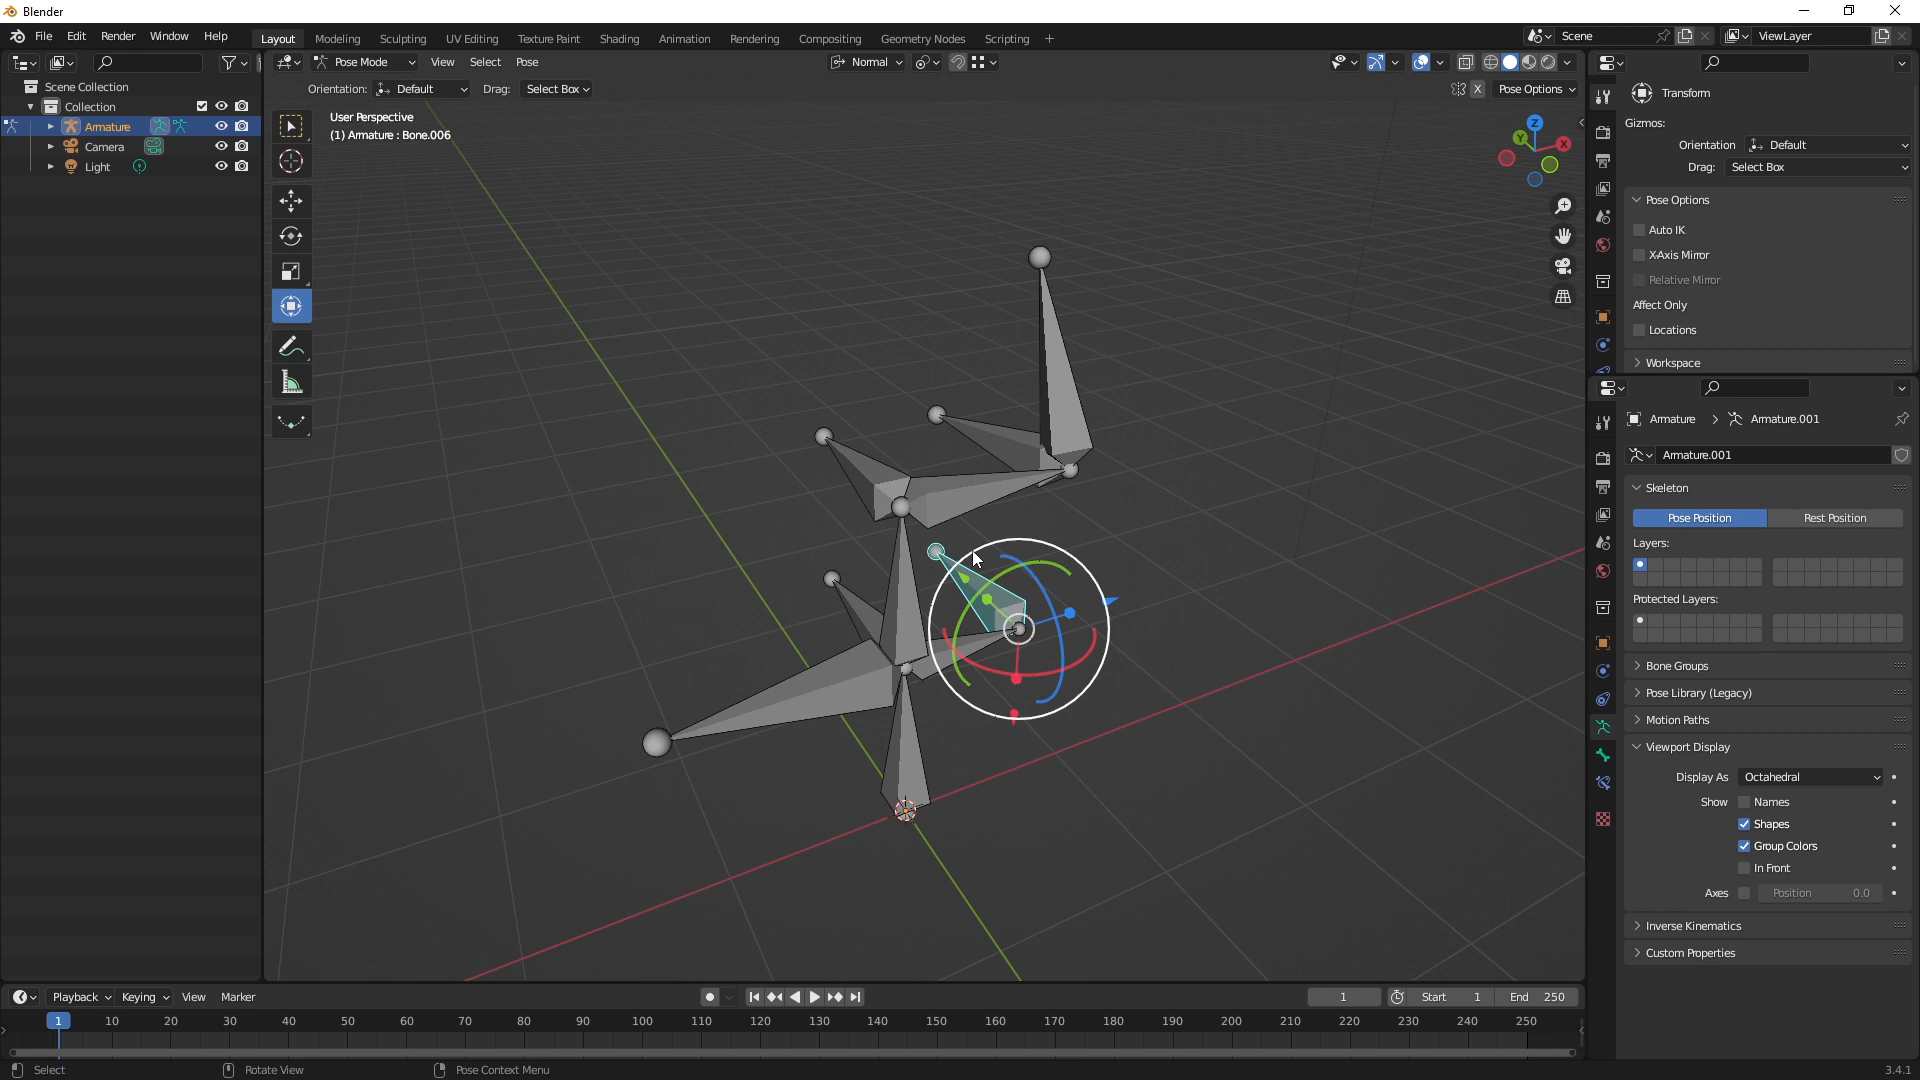 Blender
File Edit Render Window Help Layout Modeling Sculpting UV Editing Texture Paint Shading Animation Rendering Compositing Geometry Nodes Scripting + Scene ViewLayer
Pose Mode View Select Pose Normal
Orientation: Default Drag: Select Box X Pose Options
Scene Collection
Collection
Armature
Camera
Light
User Perspective
(1) Armature : Bone.006
Z
Y
X
Transform
Gizmos:
Orientation Default
Drag: Select Box
Pose Options
Auto IK
X-Axis Mirror
Relative Mirror
Affect Only
Locations
Workspace
Armature > Armature.001
Armature.001
Skeleton
Pose Position Rest Position
Layers:
Protected Layers:
Bone Groups
Pose Library (Legacy)
Motion Paths
Viewport Display
Display As Octahedral
Show Names
Shapes
Group Colors
In Front
Axes Position 0.0
Inverse Kinematics
Custom Properties
Playback Keying View Marker 1 Start 1 End 250
1 10 20 30 40 50 60 70 80 90 100 110 120 130 140 150 160 170 180 190 200 210 220 230 240 250
Select Rotate View Pose Context Menu 3.4.1